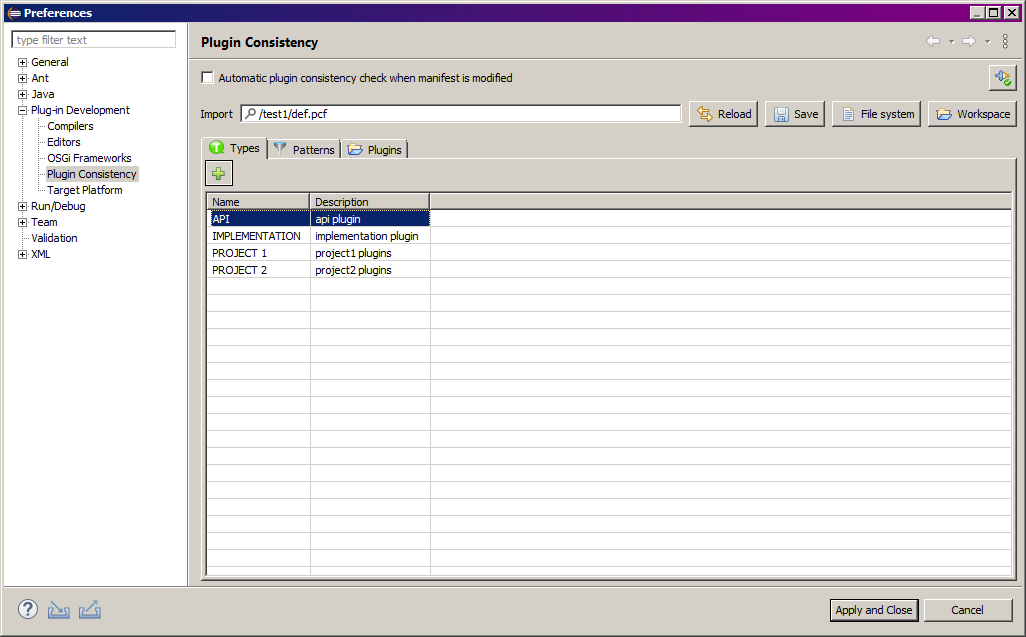 Preferences
type filter text
General
Ant
Java
Plug-in Development
Compilers
Editors
OSGi Frameworks
Plugin Consistency
Target Platform
Run/Debug
Team
Validation
XML
Plugin Consistency
Automatic plugin consistency check when manifest is modified
Import /test1/def.pcf Reload Save File system Workspace
Types Patterns Plugins
Name Description
API api plugin
IMPLEMENTATION implementation plugin
PROJECT 1 project1 plugins
PROJECT 2 project2 plugins
Apply and Close Cancel